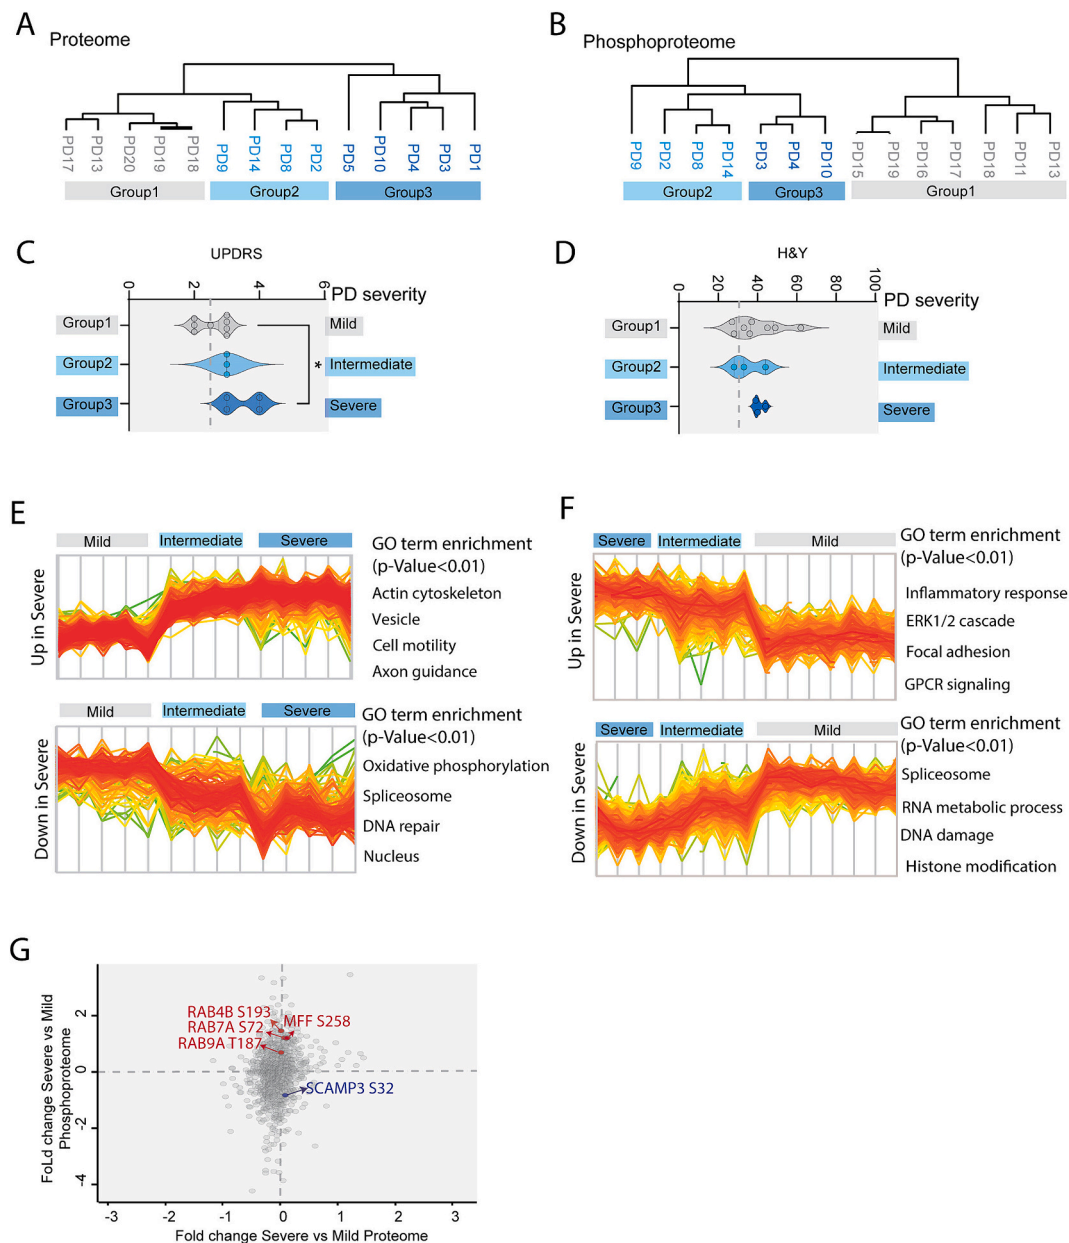 A
Proteome
PD17 PD13 PD20 PD19 PD18 PD9 PD14 PD8 PD2 PD5 PD10 PD4 PD3 PD1
Group1 Group2 Group3
B
Phosphoproteome
PD9 PD2 PD8 PD14 PD3 PD4 PD10 PD15 PD19 PD16 PD17 PD18 PD11 PD13
Group2 Group3 Group1
C
UPDRS
0 2 4 6
PD severity
Group1 Mild
Group2 * Intermediate
Group3 Severe
D
H&Y
0 20 40 60 80 100
PD severity
Group1 Mild
Group2 Intermediate
Group3 Severe
E
Mild Intermediate Severe
Up in Severe
GO term enrichment
(p-Value<0.01)
Actin cytoskeleton
Vesicle
Cell motility
Axon guidance
Mild Intermediate Severe
Down in Severe
GO term enrichment
(p-Value<0.01)
Oxidative phosphorylation
Spliceosome
DNA repair
Nucleus
F
Severe Intermediate Mild
Up in Severe
GO term enrichment
(p-Value<0.01)
Inflammatory response
ERK1/2 cascade
Focal adhesion
GPCR signaling
Severe Intermediate Mild
Down in Severe
GO term enrichment
(p-Value<0.01)
Spliceosome
RNA metabolic process
DNA damage
Histone modification
G
FoLd change Severe vs Mild
Phosphoproteome
2
0
-2
-4
RAB4B S193
MFF S258
RAB7A S72
RAB9A T187
SCAMP3 S32
-3 -2 -1 0 1 2 3
Fold change Severe vs Mild Proteome